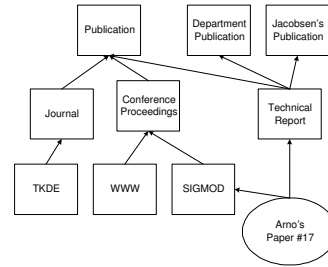 Publication
Department
Publication
Jacobsen's
Publication
Journal
Conference
Proceedings
Technical
Report
TKDE
WWW
SIGMOD
Arno's
Paper #17